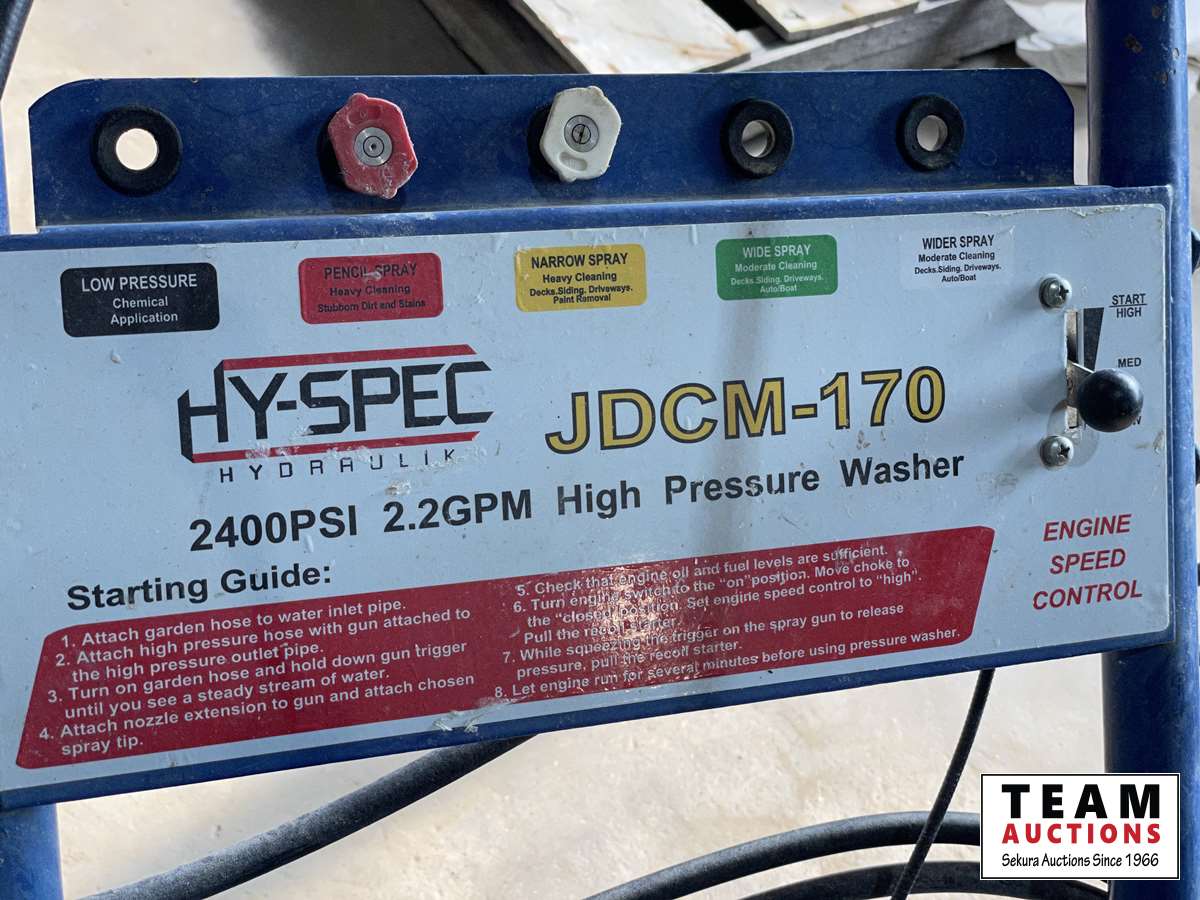 LOW PRESSURE
Chemical
Application
PENCIL SPRAY
Heavy Cleaning
Stubborn Dirt and Stains
NARROW SPRAY
Heavy Cleaning
Decks.Siding. Driveways.
Paint Removal
WIDE SPRAY
Moderate Cleaning
Decks.Siding. Driveways.
Auto/Boat
WIDER SPRAY
Moderate Cleaning
Decks.Siding. Driveways.
Auto/Boat
START
HIGH
MED
HY-SPEC
HYDRAULIK
JDCM-170
2400PSI 2.2GPM High Pressure Washer
ENGINE
SPEED
CONTROL
Starting Guide:
1. Attach garden hose to water inlet pipe.
2. Attach high pressure hose with gun attached to
the high pressure outlet pipe.
3. Turn on garden hose and hold down gun trigger
until you see a steady stream of water.
4. Attach nozzle extension to gun and attach chosen
spray tip.
5. Check that engine oil and fuel levels are sufficient.
6. Turn engine switch to the "on"position. Move choke to
the "closed" position. Set engine speed control to "high".
Pull the recoil starter.
7. While squeezing the trigger on the spray gun to release
pressure, pull the recoil starter.
8. Let engine run for several minutes before using pressure washer.
TEAM
AUCTIONS
Sekura Auctions Since 1966